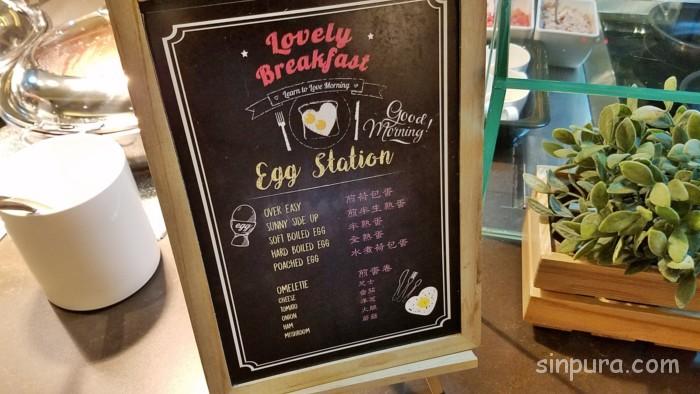 Lovely
Breakfast
Learn to Love Morning
Good
Morning!
Egg Station
egg
OVER EASY 煎荷包蛋
SUNNY SIDE UP 煎半生熟蛋
SOFT BOILED EGG 半熟蛋
HARD BOILED EGG 全熟蛋
POACHED EGG 水煮荷包蛋
OMELETTE 煎蛋卷
CHEESE 芝士
TOMATO 番茄
ONION 洋葱
HAM 火腿
MUSHROOM 蘑菇
sinpura.com